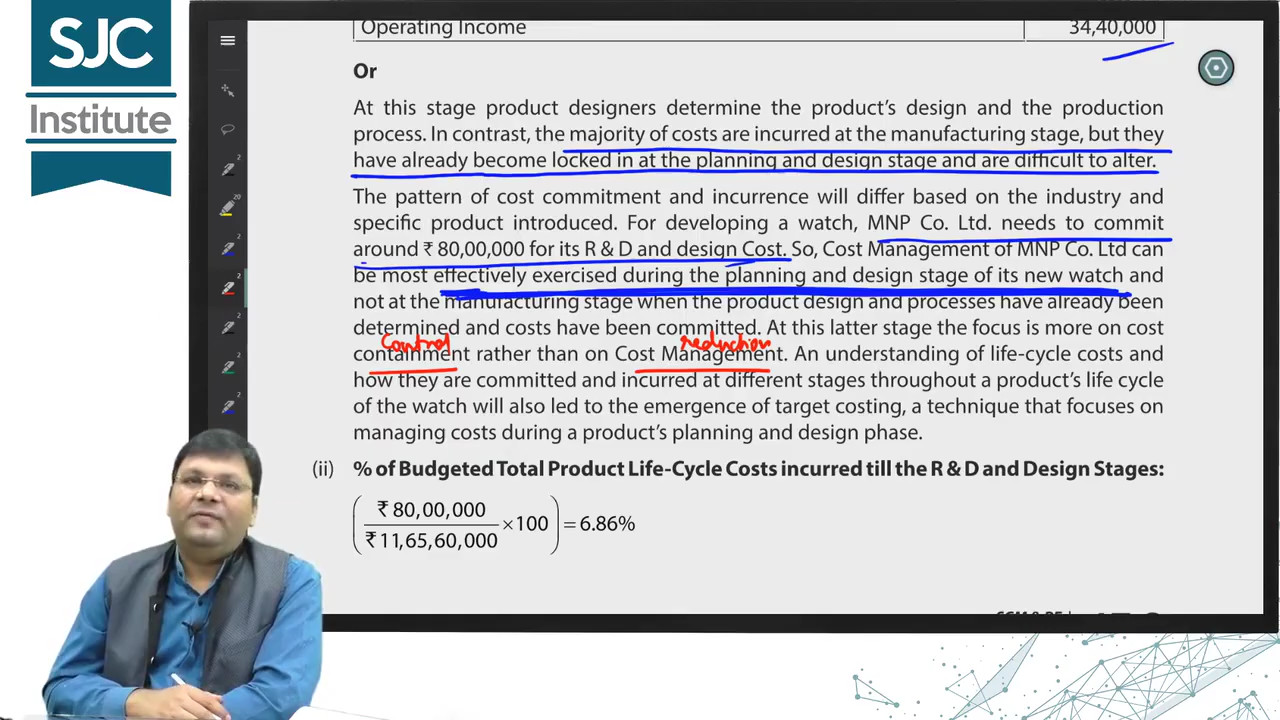 SJC
Institute
Operating Income 34,40,000
Or
At this stage product designers determine the product's design and the production
process. In contrast, the majority of costs are incurred at the manufacturing stage, but they
have already become locked in at the planning and design stage and are difficult to alter.
The pattern of cost commitment and incurrence will differ based on the industry and
specific product introduced. For developing a watch, MNP Co. Ltd. needs to commit
around ₹ 80,00,000 for its R & D and design Cost. So, Cost Management of MNP Co. Ltd can
be most effectively exercised during the planning and design stage of its new watch and
not at the manufacturing stage when the product design and processes have already been
determined and costs have been committed. At this latter stage the focus is more on cost
Control reduction
containment rather than on Cost Management. An understanding of life-cycle costs and
how they are committed and incurred at different stages throughout a product's life cycle
of the watch will also led to the emergence of target costing, a technique that focuses on
managing costs during a product's planning and design phase.
(ii) % of Budgeted Total Product Life-Cycle Costs incurred till the R & D and Design Stages:
₹ 80,00,000
₹ 11,65,60,000
×100
= 6.86%
2
20
2
2
2
2
2